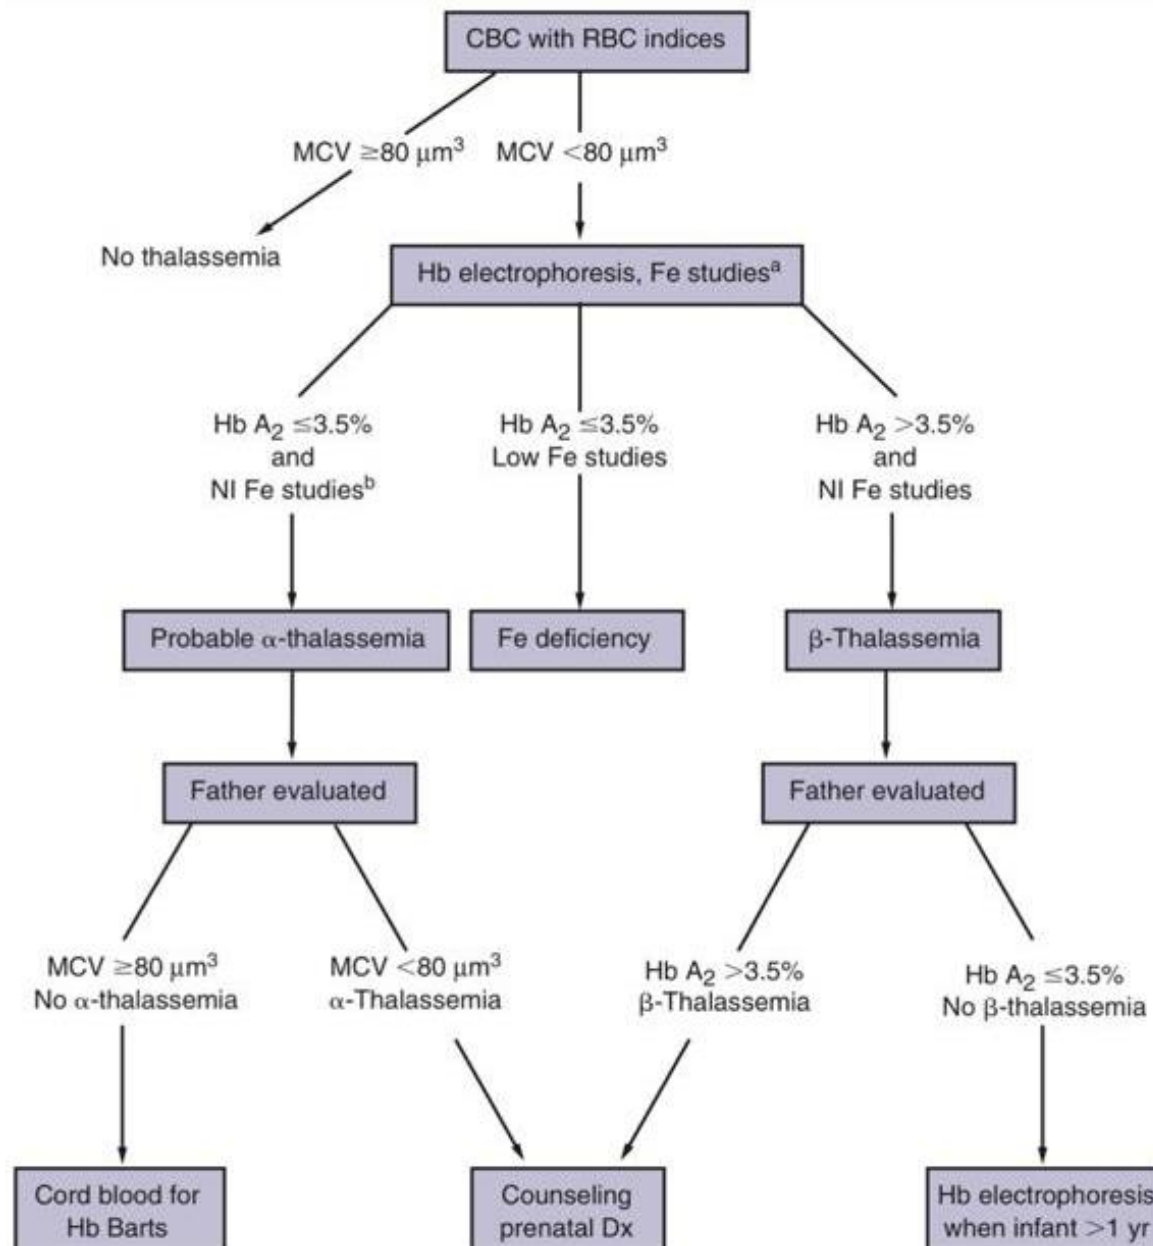 CBC with RBC indices
MCV ≥80 μm³
MCV <80 μm³
No thalassemia
Hb electrophoresis, Fe studiesᵃ
Hb A₂ ≤3.5%
and
Nl Fe studiesᵇ
Hb A₂ ≤3.5%
Low Fe studies
Hb A₂ >3.5%
and
Nl Fe studies
Probable α-thalassemia
Fe deficiency
β-Thalassemia
Father evaluated
Father evaluated
MCV ≥80 μm³
No α-thalassemia
MCV <80 μm³
α-Thalassemia
Hb A₂ >3.5%
β-Thalassemia
Hb A₂ ≤3.5%
No β-thalassemia
Cord blood for
Hb Barts
Counseling
prenatal Dx
Hb electrophoresis
when infant >1 yr